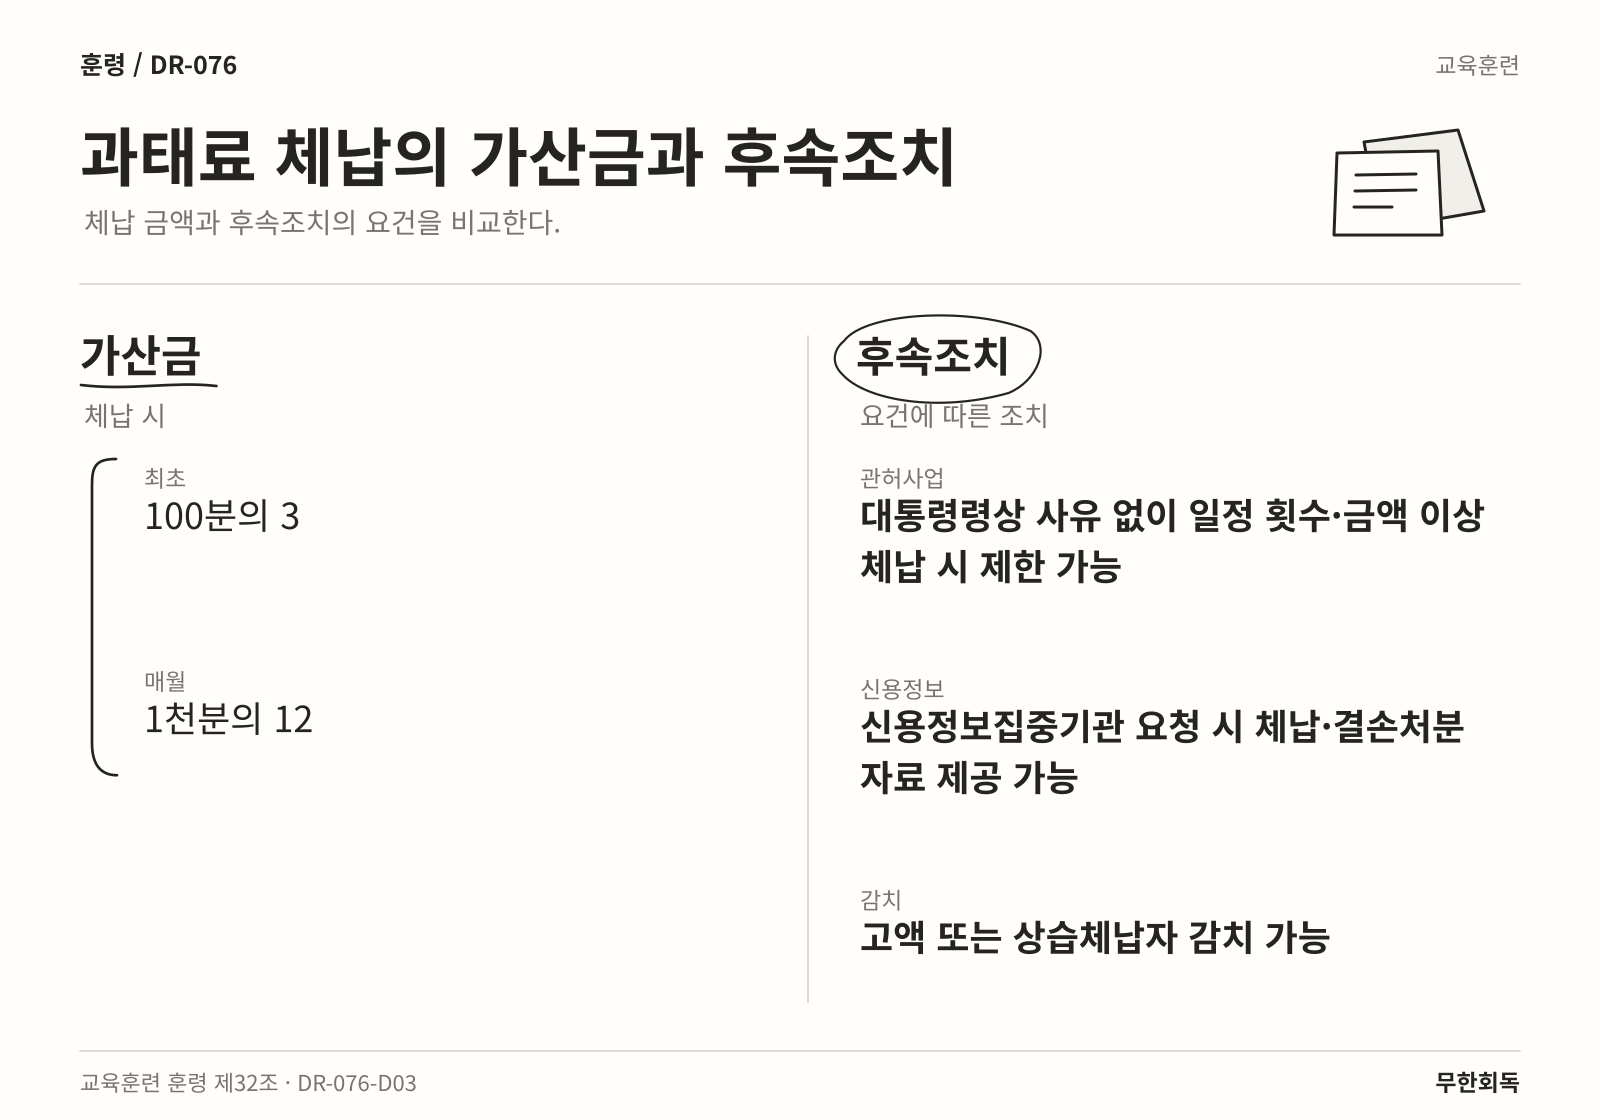 훈령 / DR-076
교육훈련
과태료 체납의 가산금과 후속조치
체납 금액과 후속조치의 요건을 비교한다.
가산금
체납 시
최초
100분의 3
매월
1천분의 12
후속조치
요건에 따른 조치
관허사업
대통령령상 사유 없이 일정 횟수·금액 이상
체납 시 제한 가능
신용정보
신용정보집중기관 요청 시 체납·결손처분
자료 제공 가능
감치
고액 또는 상습체납자 감치 가능
교육훈련 훈령 제32조 · DR-076-D03
무한회독